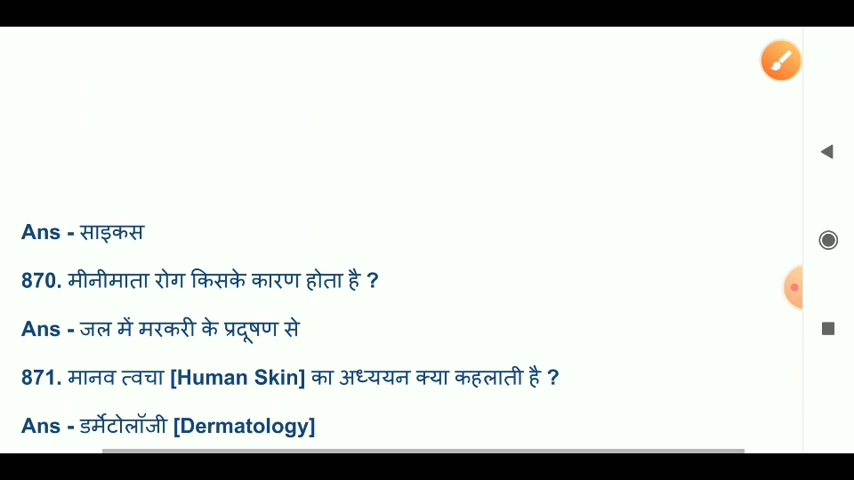 Ans - साइकस
870. मीनीमाता रोग किसके कारण होता है ?
Ans - जल में मरकरी के प्रदूषण से
871. मानव त्वचा [Human Skin] का अध्ययन क्या कहलाती है ?
Ans - डर्मेटोलॉजी [Dermatology]